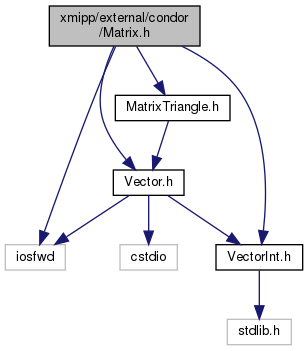 xmipp/external/condor
/Matrix.h
MatrixTriangle.h
Vector.h
iosfwd
cstdio
VectorInt.h
stdlib.h